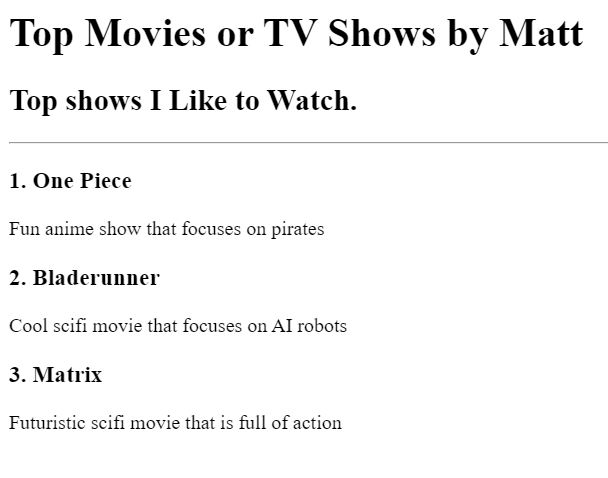 Top Movies or TV Shows by Matt
Top shows I Like to Watch.
1. One Piece
Fun anime show that focuses on pirates
2. Bladerunner
Cool scifi movie that focuses on AI robots
3. Matrix
Futuristic scifi movie that is full of action